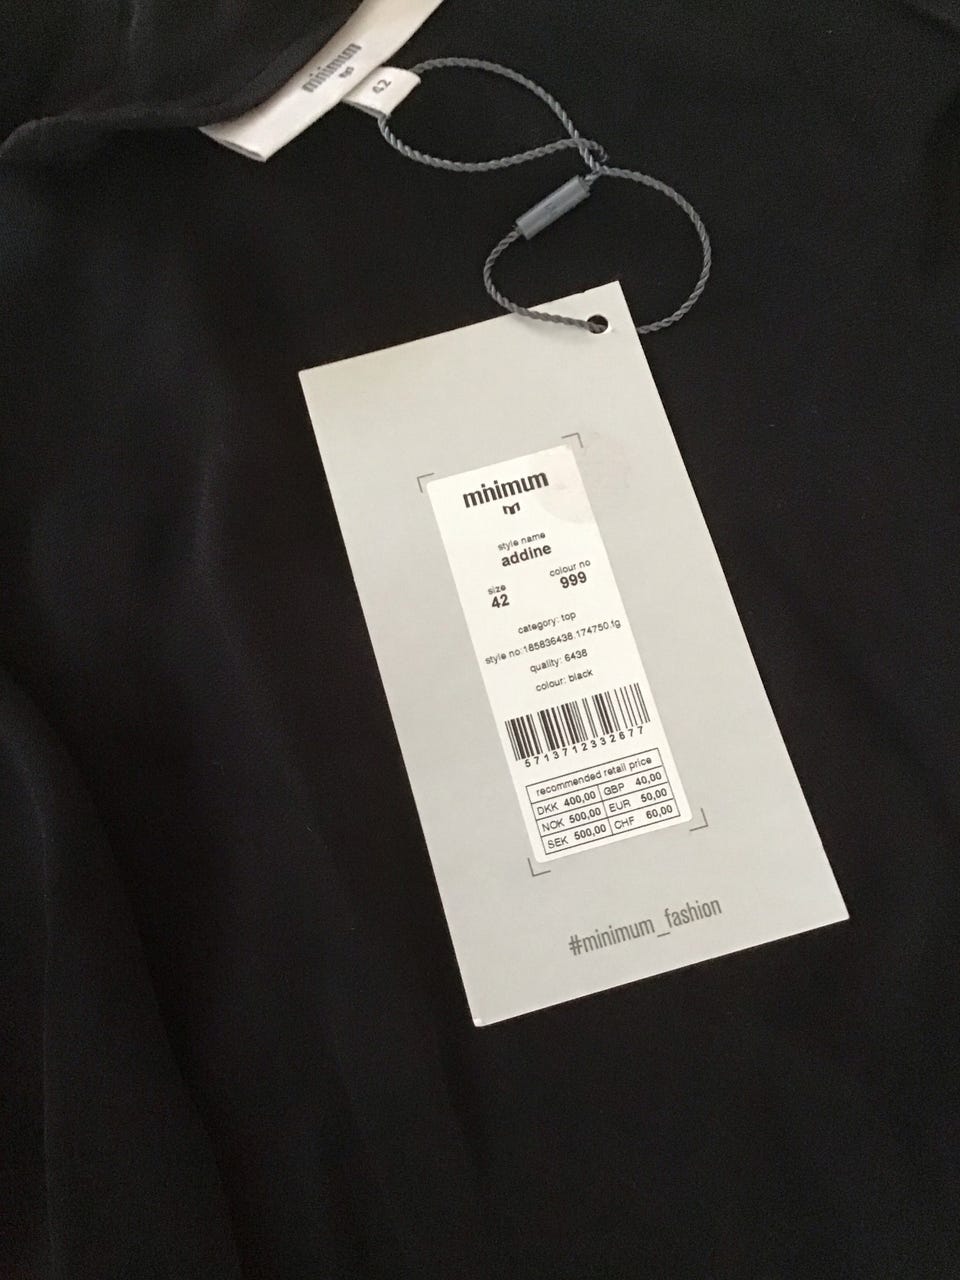 minimum
42
minimum
style name
addine
size
42
colour no
999
category: top
style no:185836438.174750.fg
quality: 6438
colour: black
5713712332677
recommended retail price
DKK 400,00 GBP 40,00
NOK 500,00 EUR 50,00
SEK 500,00 CHF 60,00
#minimum_fashion